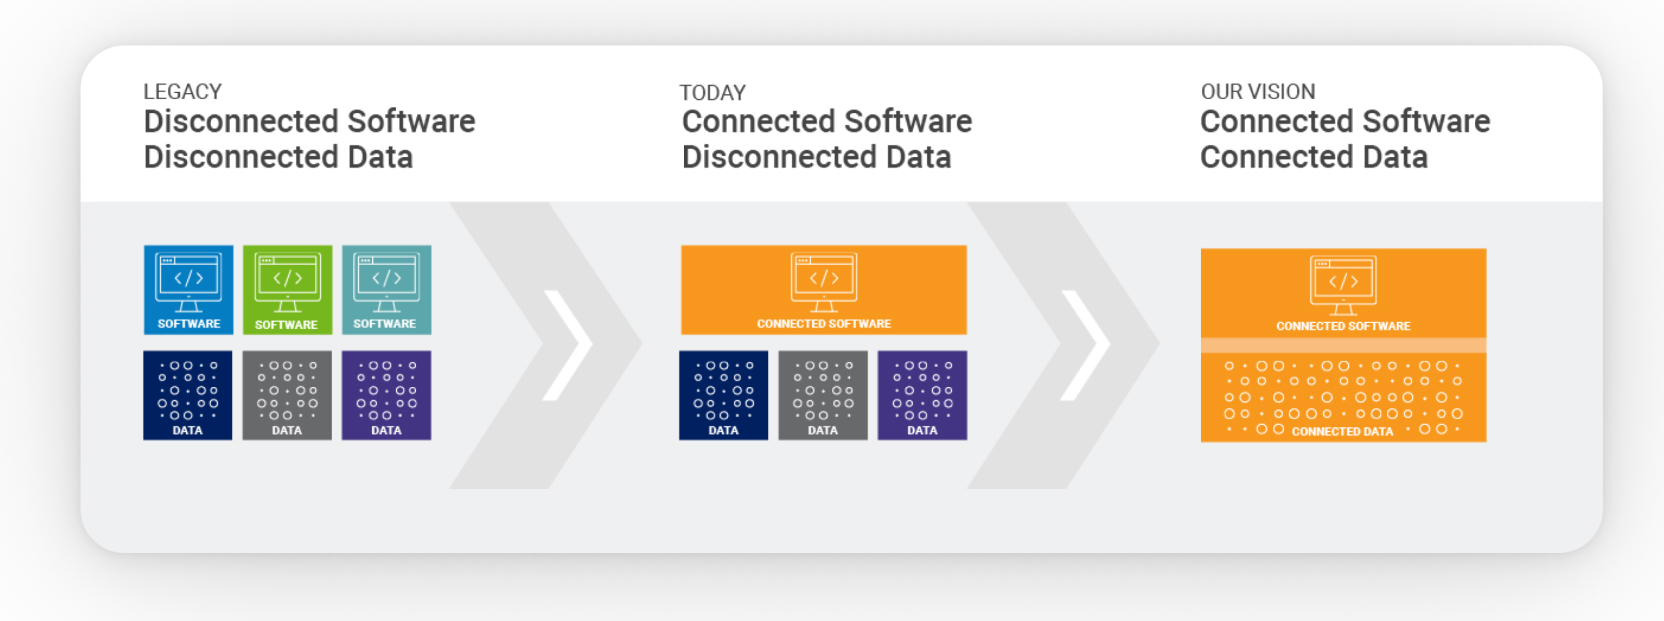 LEGACY
Disconnected Software
Disconnected Data
TODAY
Connected Software
Disconnected Data
OUR VISION
Connected Software
Connected Data
</>
SOFTWARE
</>
SOFTWARE
</>
SOFTWARE
DATA
DATA
DATA
</>
CONNECTED SOFTWARE
DATA
DATA
DATA
</>
CONNECTED SOFTWARE
CONNECTED DATA